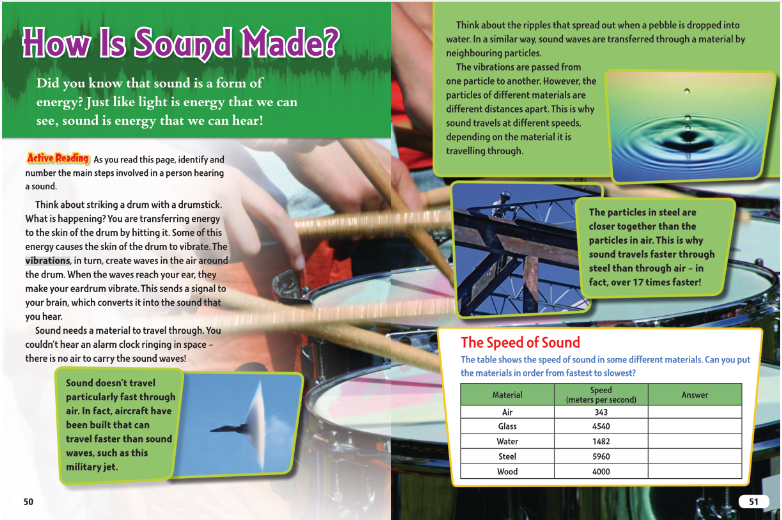 How Is Sound Made?
Did you know that sound is a form of
energy? Just like light is energy that we can
see, sound is energy that we can hear!
Active Reading As you read this page, identify and
number the main steps involved in a person hearing
a sound.
Think about striking a drum with a drumstick.
What is happening? You are transferring energy
to the skin of the drum by hitting it. Some of this
energy causes the skin of the drum to vibrate. The
vibrations, in turn, create waves in the air around
the drum. When the waves reach your ear, they
make your eardrum vibrate. This sends a signal to
your brain, which converts it into the sound that
you hear.
Sound needs a material to travel through. You
couldn't hear an alarm clock ringing in space –
there is no air to carry the sound waves!
Sound doesn't travel
particularly fast through
air. In fact, aircraft have
been built that can
travel faster than sound
waves, such as this
military jet.
50
Think about the ripples that spread out when a pebble is dropped into
water. In a similar way, sound waves are transferred through a material by
neighbouring particles.
The vibrations are passed from
one particle to another. However, the
particles of different materials are
different distances apart. This is why
sound travels at different speeds,
depending on the material it is
travelling through.
The particles in steel are
closer together than the
particles in air. This is why
sound travels faster through
steel than through air – in
fact, over 17 times faster!
The Speed of Sound
The table shows the speed of sound in some different materials. Can you put
the materials in order from fastest to slowest?
Material Speed (meters per second) Answer
Air 343
Glass 4540
Water 1482
Steel 5960
Wood 4000
51